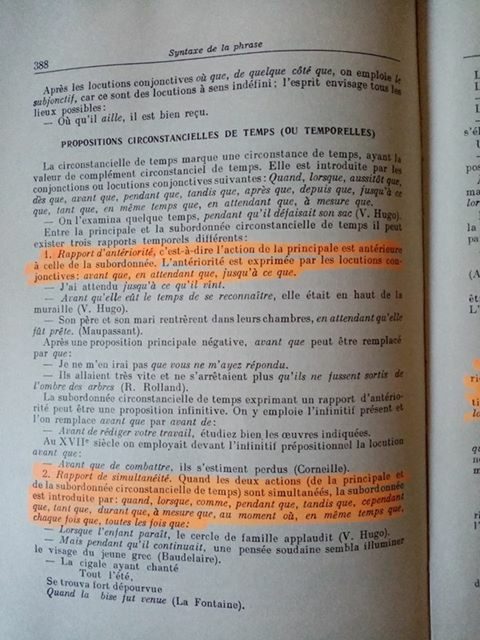 388
Syntaxe de la phrase
Après les locutions conjonctives où que, de quelque côté que, on emploie le
subjonctif, car ce sont des locutions à sens indéfini; l'esprit envisage tous les
lieux possibles:
— Où qu'il aille, il est bien reçu.
PROPOSITIONS CIRCONSTANCIELLES DE TEMPS (OU TEMPORELLES)
La circonstancielle de temps marque une circonstance de temps, ayant la
valeur de complément circonstanciel de temps. Elle est introduite par les
conjonctions ou locutions conjonctives suivantes: Quand, lorsque, aussitôt que,
dès que, avant que, pendant que, tandis que, après que, depuis que, jusqu'à ce
que, tant que, en même temps que, en attendant que, à mesure que.
— On l'examina quelque temps, pendant qu'il défaisait son sac (V. Hugo).
Entre la principale et la subordonnée circonstancielle de temps il peut
exister trois rapports temporels différents:
1. Rapport d'antériorité, c'est-à-dire l'action de la principale est antérieure
à celle de la subordonnée. L'antériorité est exprimée par les locutions con-
jonctives: avant que, en attendant que, jusqu'à ce que.
— J'ai attendu jusqu'à ce qu'il vînt.
— Avant qu'elle eût le temps de se reconnaître, elle était en haut de la
muraille (V. Hugo).
— Son père et son mari rentrèrent dans leurs chambres, en attendant qu'elle
fût prête. (Maupassant).
Après une proposition principale négative, avant que peut être remplacé
par que:
— Je ne m'en irai pas que vous ne m'ayez répondu.
— Ils allaient très vite et ne s'arrêtaient plus qu'ils ne fussent sortis de
l'ombre des arbres (R. Rolland).
La subordonnée circonstancielle de temps exprimant un rapport d'antério-
rité peut être une proposition infinitive. On y emploie l'infinitif présent et
l'on remplace avant que par avant de:
— Avant de rédiger votre travail, étudiez bien les œuvres indiquées.
Au XVIIe siècle on employait devant l'infinitif prépositionnel la locution
avant que:
— Avant que de combattre, ils s'estiment perdus (Corneille).
2. Rapport de simultanéité. Quand les deux actions (de la principale et
de la subordonnée circonstancielle de temps) sont simultanées, la subordonnée
est introduite par: quand, lorsque, comme, pendant que, tandis que, cependant
que, tant que, durant que, à mesure que, au moment où, en même temps que,
chaque fois que, toutes les fois que:
— Lorsque l'enfant paraît, le cercle de famille applaudit (V. Hugo).
— Mais pendant qu'il continuait, une pensée soudaine sembla illuminer
le visage du jeune grec (Baudelaire).
— La cigale ayant chanté
Tout l'été,
Se trouva fort dépourvue
Quand la bise fut venue (La Fontaine).